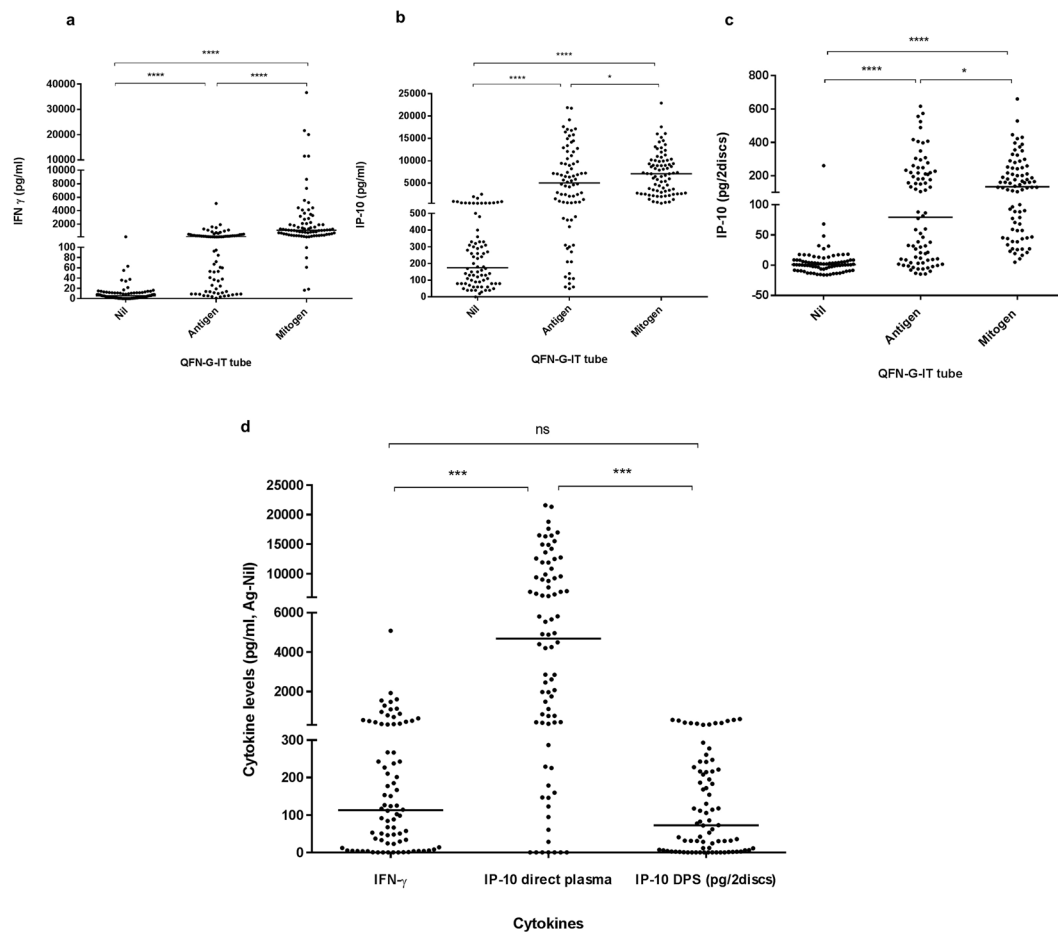 a
****
****
****
IFN γ (pg/ml)
40000
30000
20000
10000
10000
8000
6000
4000
2000
100
80
60
40
20
0
Nil
Antigen
Mitogen
QFN-G-IT tube
b
****
****
*
IP-10 (pg/ml)
25000
20000
15000
10000
5000
500
400
300
200
100
0
Nil
Antigen
Mitogen
QFN-G-IT tube
c
****
****
*
IP-10 (pg/2discs)
800
600
400
200
100
50
0
-50
Nil
Antigen
Mitogen
QFN-G-IT tube
d
ns
***
***
Cytokine levels (pg/ml, Ag-Nil)
25000
20000
15000
10000
6000
4000
2000
300
200
100
0
IFN-γ
IP-10 direct plasma
IP-10 DPS (pg/2discs)
Cytokines